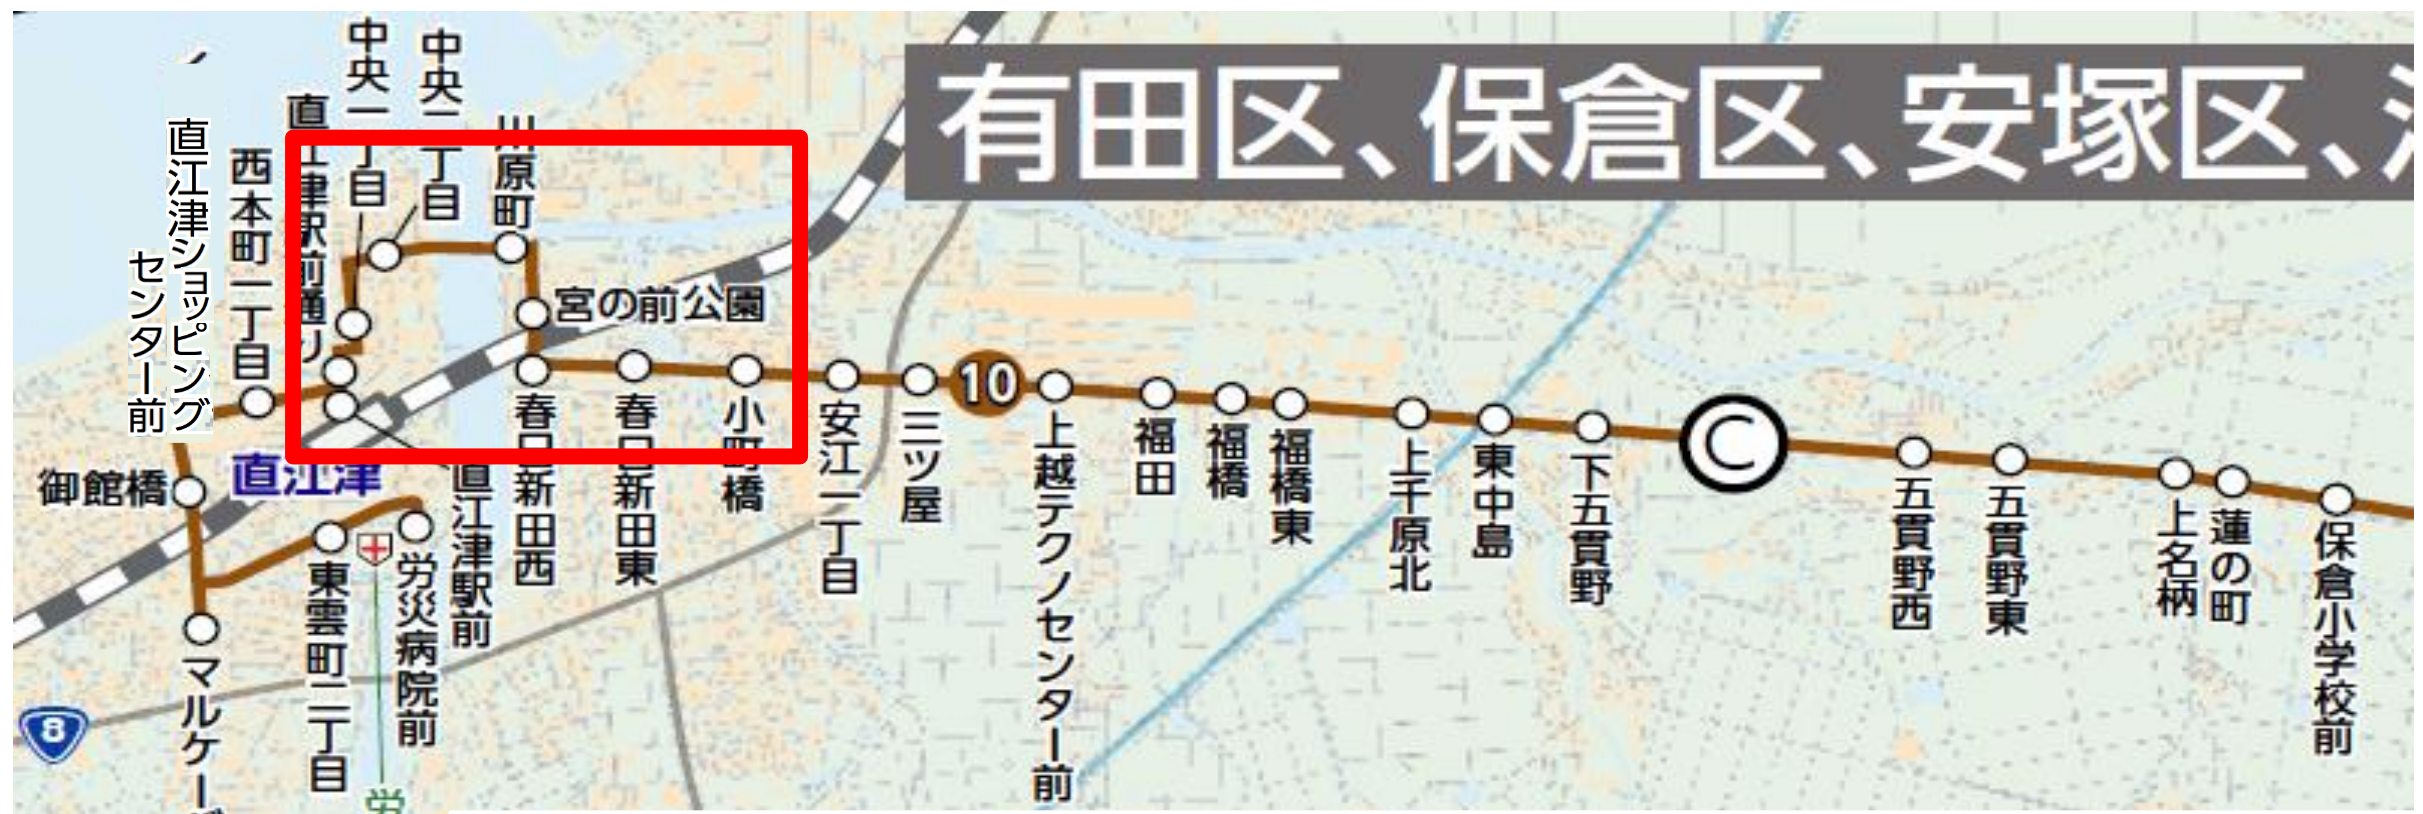 有田区、保倉区、安塚区、
中央一丁目
中央二丁目
直江津駅前通り
川原町
西本町一丁目
直江津ショッピング
センター前
宮の前公園
御館橋
直江津
直江津駅前
春日新田西
春日新田東
小町橋
安江一丁目
三ツ屋
10
上越テクノセンター前
福田
福橋
福橋東
上千原北
東中島
下五貫野
C
五貫野西
五貫野東
上名柄
蓮の町
保倉小学校前
東雲町二丁目
労災病院前
マルケー
8
労